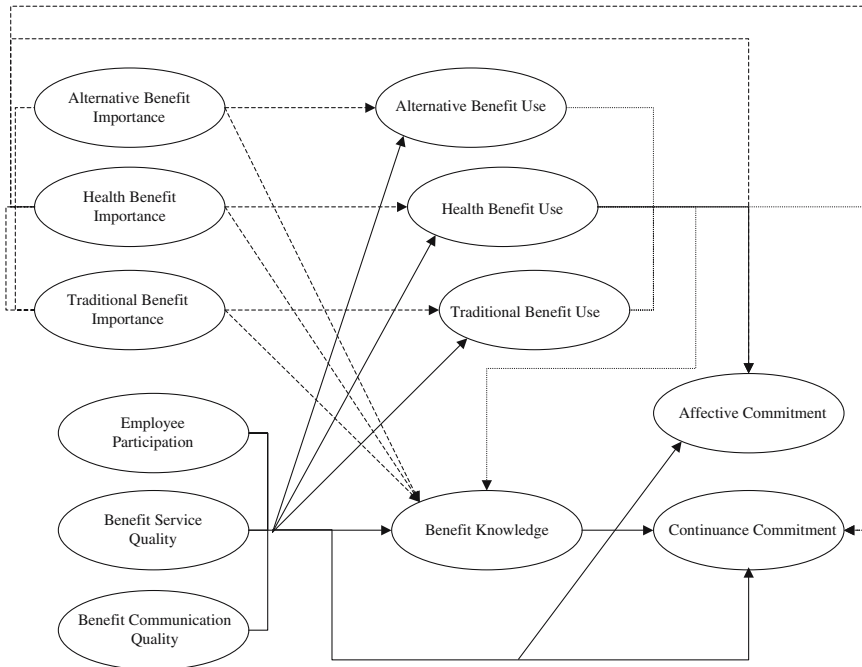 Alternative Benefit
Importance
Alternative Benefit Use
Health Benefit
Importance
Health Benefit Use
Traditional Benefit
Importance
Traditional Benefit Use
Employee
Participation
Affective Commitment
Benefit Service
Quality
Benefit Knowledge
Continuance Commitment
Benefit Communication
Quality